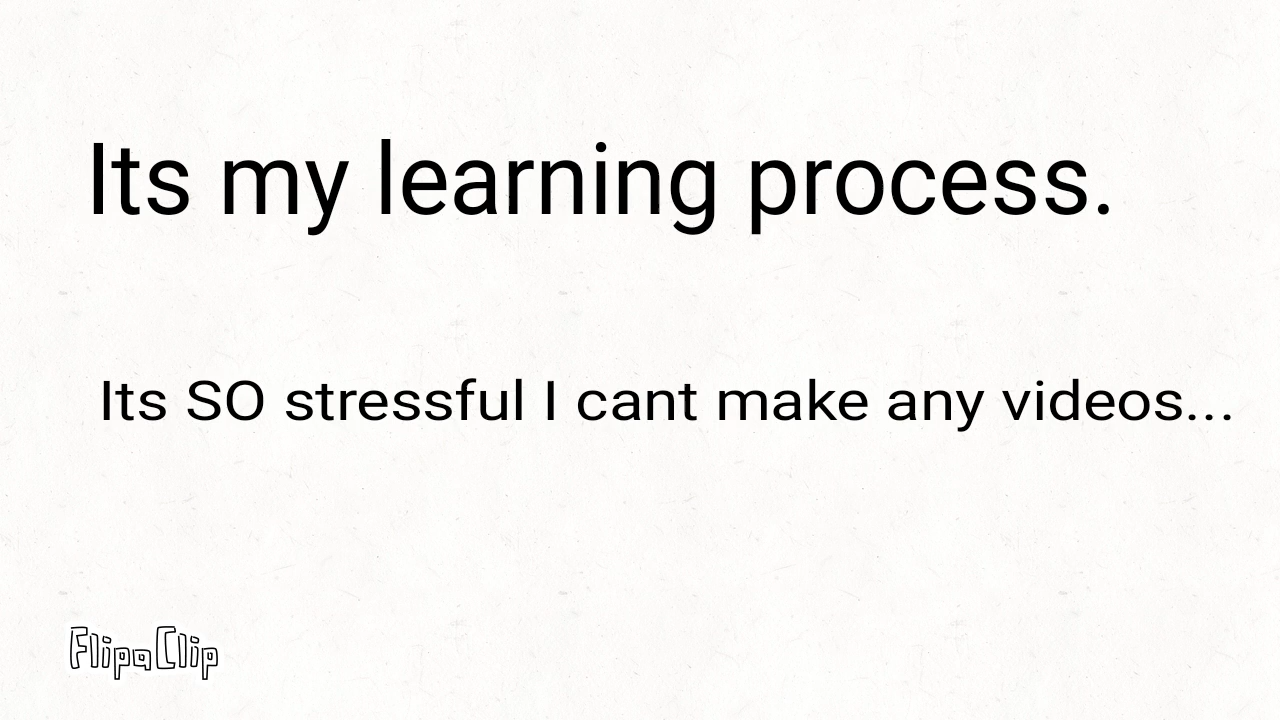 Its my learning process.
Its SO stressful I cant make any videos...
FlipaClip